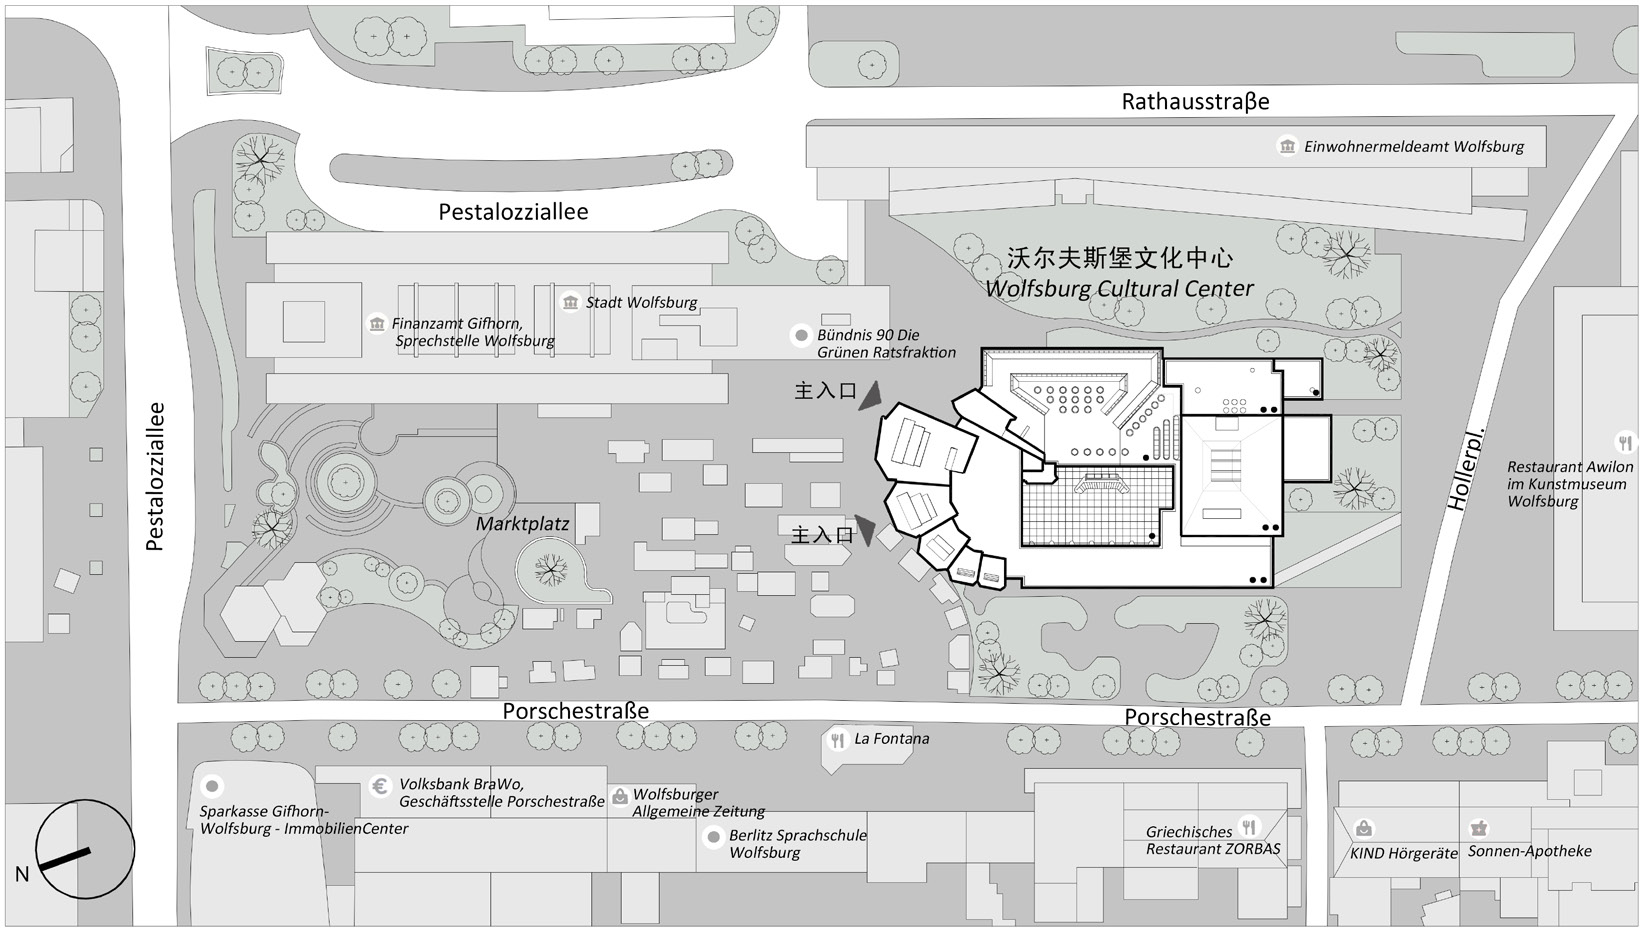 Rathausstraße
Einwohnermeldeamt Wolfsburg
Pestalozziallee
沃尔夫斯堡文化中心
Wolfsburg Cultural Center
Stadt Wolfsburg
Finanzamt Gifhorn,
Sprechstelle Wolfsburg
Bündnis 90 Die
Grünen Ratsfraktion
主入口
Pestalozziallee
Hollerpl.
Restaurant Awilon
im Kunstmuseum
Wolfsburg
Marktplatz
主入口
Porschestraße
Porschestraße
La Fontana
Volksbank BraWo,
Geschäftsstelle Porschestraße
Wolfsburger
Allgemeine Zeitung
Sparkasse Gifhorn-
Wolfsburg - ImmobilienCenter
Berlitz Sprachschule
Wolfsburg
Griechisches
Restaurant ZORBAS
KIND Hörgeräte
Sonnen-Apotheke
€
N